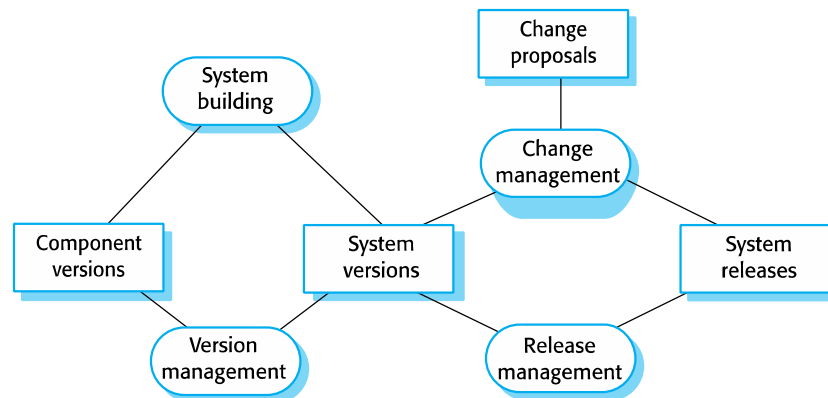 Change
proposals
System
building
Change
management
Component
versions
System
versions
System
releases
Version
management
Release
management